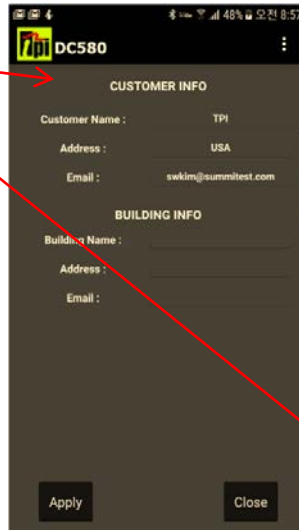 48% 오전 8:57
TPI DC580
CUSTOMER INFO
Customer Name : TPI
Address : USA
Email : swkim@summitest.com
BUILDING INFO
Building Name :
Address :
Email :
Apply Close